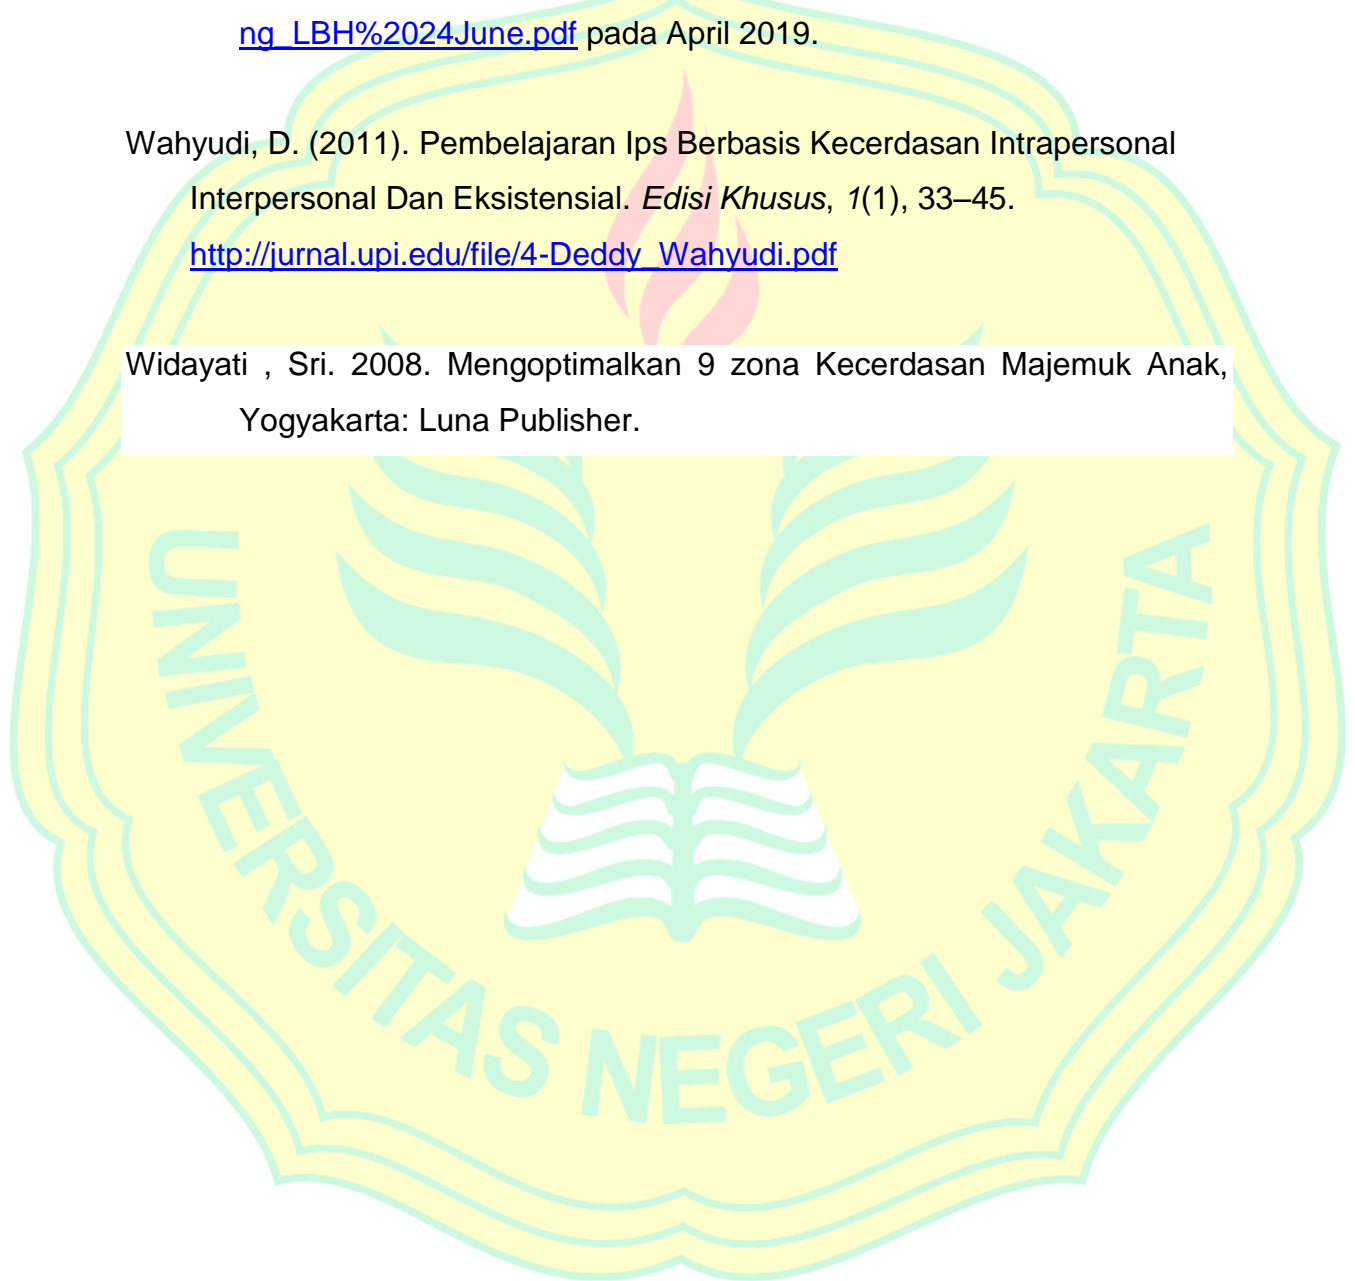 ng_LBH%2024June.pdf pada April 2019.
Wahyudi, D. (2011). Pembelajaran Ips Berbasis Kecerdasan Intrapersonal
Interpersonal Dan Eksistensial. Edisi Khusus, 1(1), 33–45.
http://jurnal.upi.edu/file/4-Deddy_Wahyudi.pdf
Widayati , Sri. 2008. Mengoptimalkan 9 zona Kecerdasan Majemuk Anak,
Yogyakarta: Luna Publisher.
UNIVERSITAS NEGERI JAKARTA